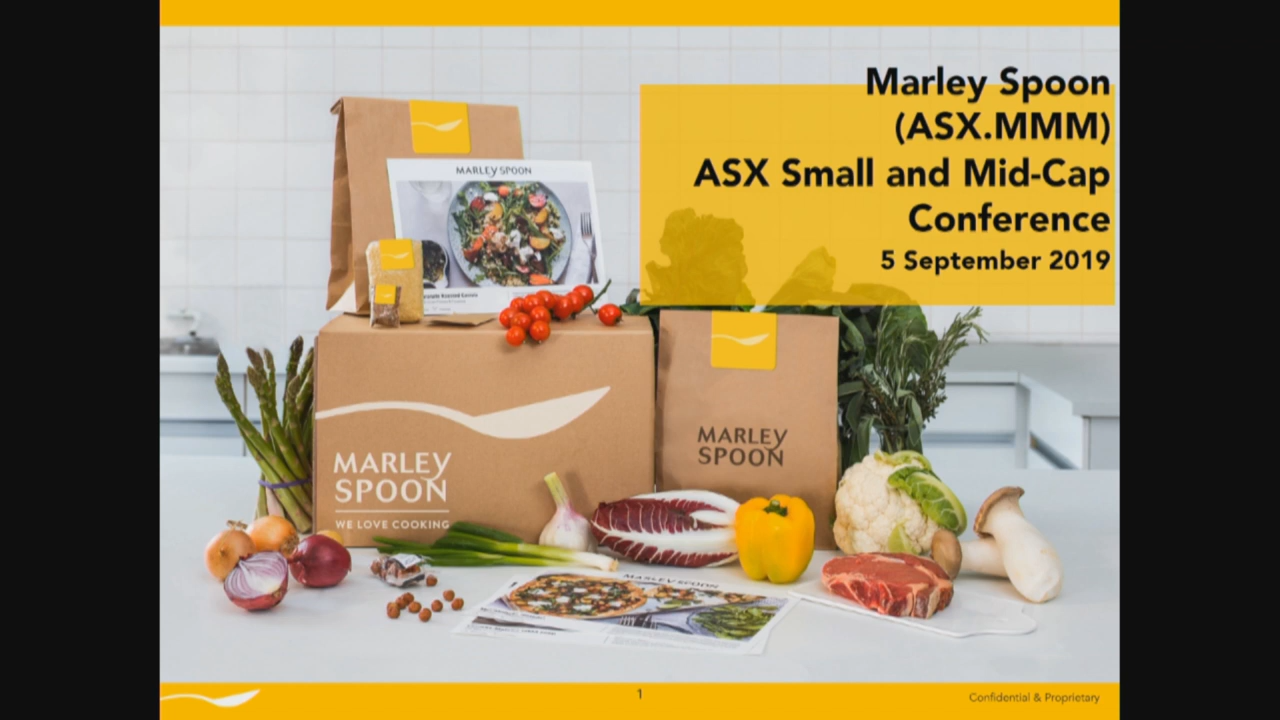 Marley Spoon
(ASX.MMM)
ASX Small and Mid-Cap
Conference
5 September 2019
MARLEY SPOON
MARLEY
SPOON
WE LOVE COOKING
MARLEY
SPOON
MARLEY SPOON
1
Confidential & Proprietary